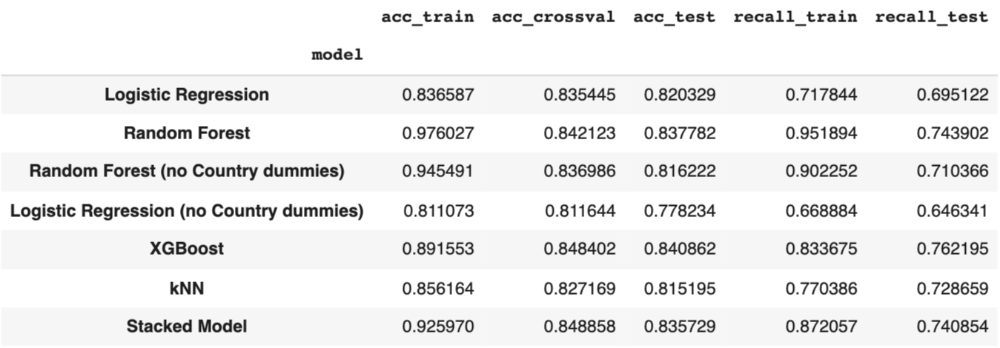 acc_train acc_crossval acc_test recall_train recall_test
model
Logistic Regression 0.836587 0.835445 0.820329 0.717844 0.695122
Random Forest 0.976027 0.842123 0.837782 0.951894 0.743902
Random Forest (no Country dummies) 0.945491 0.836986 0.816222 0.902252 0.710366
Logistic Regression (no Country dummies) 0.811073 0.811644 0.778234 0.668884 0.646341
XGBoost 0.891553 0.848402 0.840862 0.833675 0.762195
kNN 0.856164 0.827169 0.815195 0.770386 0.728659
Stacked Model 0.925970 0.848858 0.835729 0.872057 0.740854